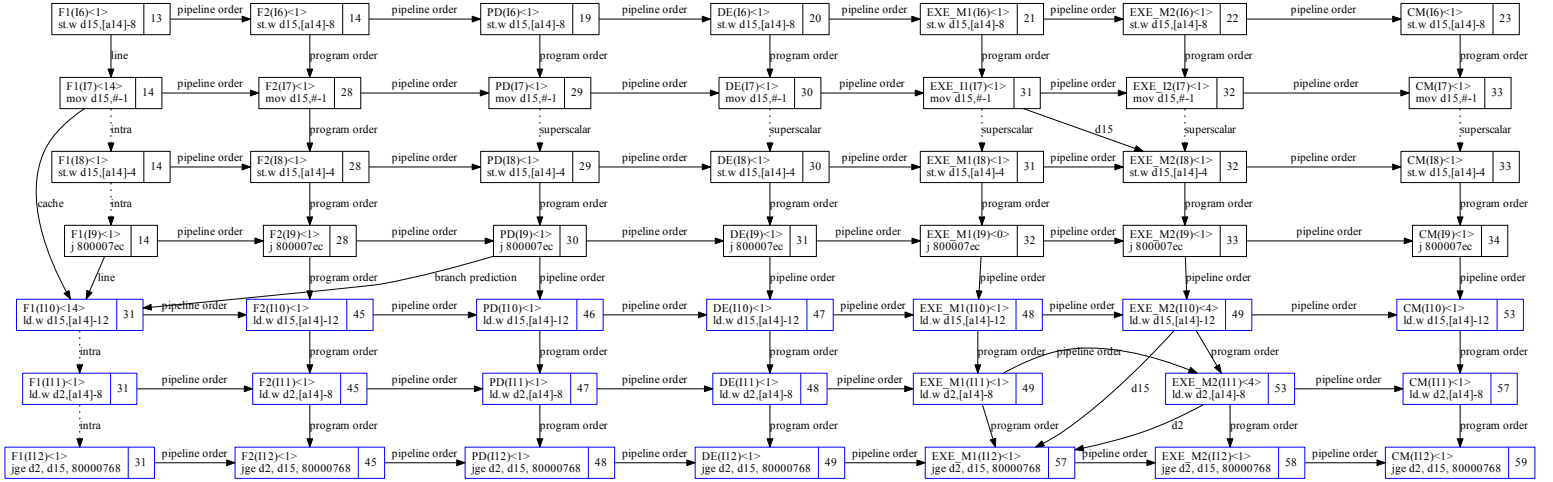 F1(I6)<1>
st.w d15,[a14]-8
13
pipeline order
F2(I6)<1>
st.w d15,[a14]-8
14
pipeline order
PD(I6)<1>
st.w d15,[a14]-8
19
pipeline order
DE(I6)<1>
st.w d15,[a14]-8
20
pipeline order
EXE_M1(I6)<1>
st.w d15,[a14]-8
21
pipeline order
EXE_M2(I6)<1>
st.w d15,[a14]-8
22
pipeline order
CM(I6)<1>
st.w d15,[a14]-8
23
line
program order
program order
program order
program order
program order
program order
F1(I7)<14>
mov d15,#-1
14
pipeline order
F2(I7)<1>
mov d15,#-1
28
pipeline order
PD(I7)<1>
mov d15,#-1
29
pipeline order
DE(I7)<1>
mov d15,#-1
30
pipeline order
EXE_I1(I7)<1>
mov d15,#-1
31
pipeline order
EXE_I2(I7)<1>
mov d15,#-1
32
pipeline order
CM(I7)<1>
mov d15,#-1
33
intra
program order
superscalar
superscalar
superscalar
d15
superscalar
superscalar
F1(I8)<1>
st.w d15,[a14]-4
14
pipeline order
F2(I8)<1>
st.w d15,[a14]-4
28
pipeline order
PD(I8)<1>
st.w d15,[a14]-4
29
pipeline order
DE(I8)<1>
st.w d15,[a14]-4
30
pipeline order
EXE_M1(I8)<1>
st.w d15,[a14]-4
31
pipeline order
EXE_M2(I8)<1>
st.w d15,[a14]-4
32
pipeline order
CM(I8)<1>
st.w d15,[a14]-4
33
cache
intra
program order
program order
program order
program order
program order
program order
F1(I9)<1>
j 800007ec
14
pipeline order
F2(I9)<1>
j 800007ec
28
pipeline order
PD(I9)<1>
j 800007ec
30
pipeline order
DE(I9)<1>
j 800007ec
31
pipeline order
EXE_M1(I9)<0>
j 800007ec
32
pipeline order
EXE_M2(I9)<1>
j 800007ec
33
pipeline order
CM(I9)<1>
j 800007ec
34
line
program order
branch prediction
pipeline order
pipeline order
pipeline order
pipeline order
pipeline order
F1(I10)<14>
ld.w d15,[a14]-12
31
pipeline order
F2(I10)<1>
ld.w d15,[a14]-12
45
pipeline order
PD(I10)<1>
ld.w d15,[a14]-12
46
pipeline order
DE(I10)<1>
ld.w d15,[a14]-12
47
pipeline order
EXE_M1(I10)<1>
ld.w d15,[a14]-12
48
pipeline order
EXE_M2(I10)<4>
ld.w d15,[a14]-12
49
pipeline order
CM(I10)<1>
ld.w d15,[a14]-12
53
intra
program order
program order
program order
program order
pipeline order
program order
program order
F1(I11)<1>
ld.w d2,[a14]-8
31
pipeline order
F2(I11)<1>
ld.w d2,[a14]-8
45
pipeline order
PD(I11)<1>
ld.w d2,[a14]-8
47
pipeline order
DE(I11)<1>
ld.w d2,[a14]-8
48
pipeline order
EXE_M1(I11)<1>
ld.w d2,[a14]-8
49
d15
EXE_M2(I11)<4>
ld.w d2,[a14]-8
53
pipeline order
CM(I11)<1>
ld.w d2,[a14]-8
57
intra
program order
program order
program order
program order
d2
program order
program order
F1(I12)<1>
jge d2, d15, 80000768
31
pipeline order
F2(I12)<1>
jge d2, d15, 80000768
45
pipeline order
PD(I12)<1>
jge d2, d15, 80000768
48
pipeline order
DE(I12)<1>
jge d2, d15, 80000768
49
pipeline order
EXE_M1(I12)<1>
jge d2, d15, 80000768
57
pipeline order
EXE_M2(I12)<1>
jge d2, d15, 80000768
58
pipeline order
CM(I12)<1>
jge d2, d15, 80000768
59